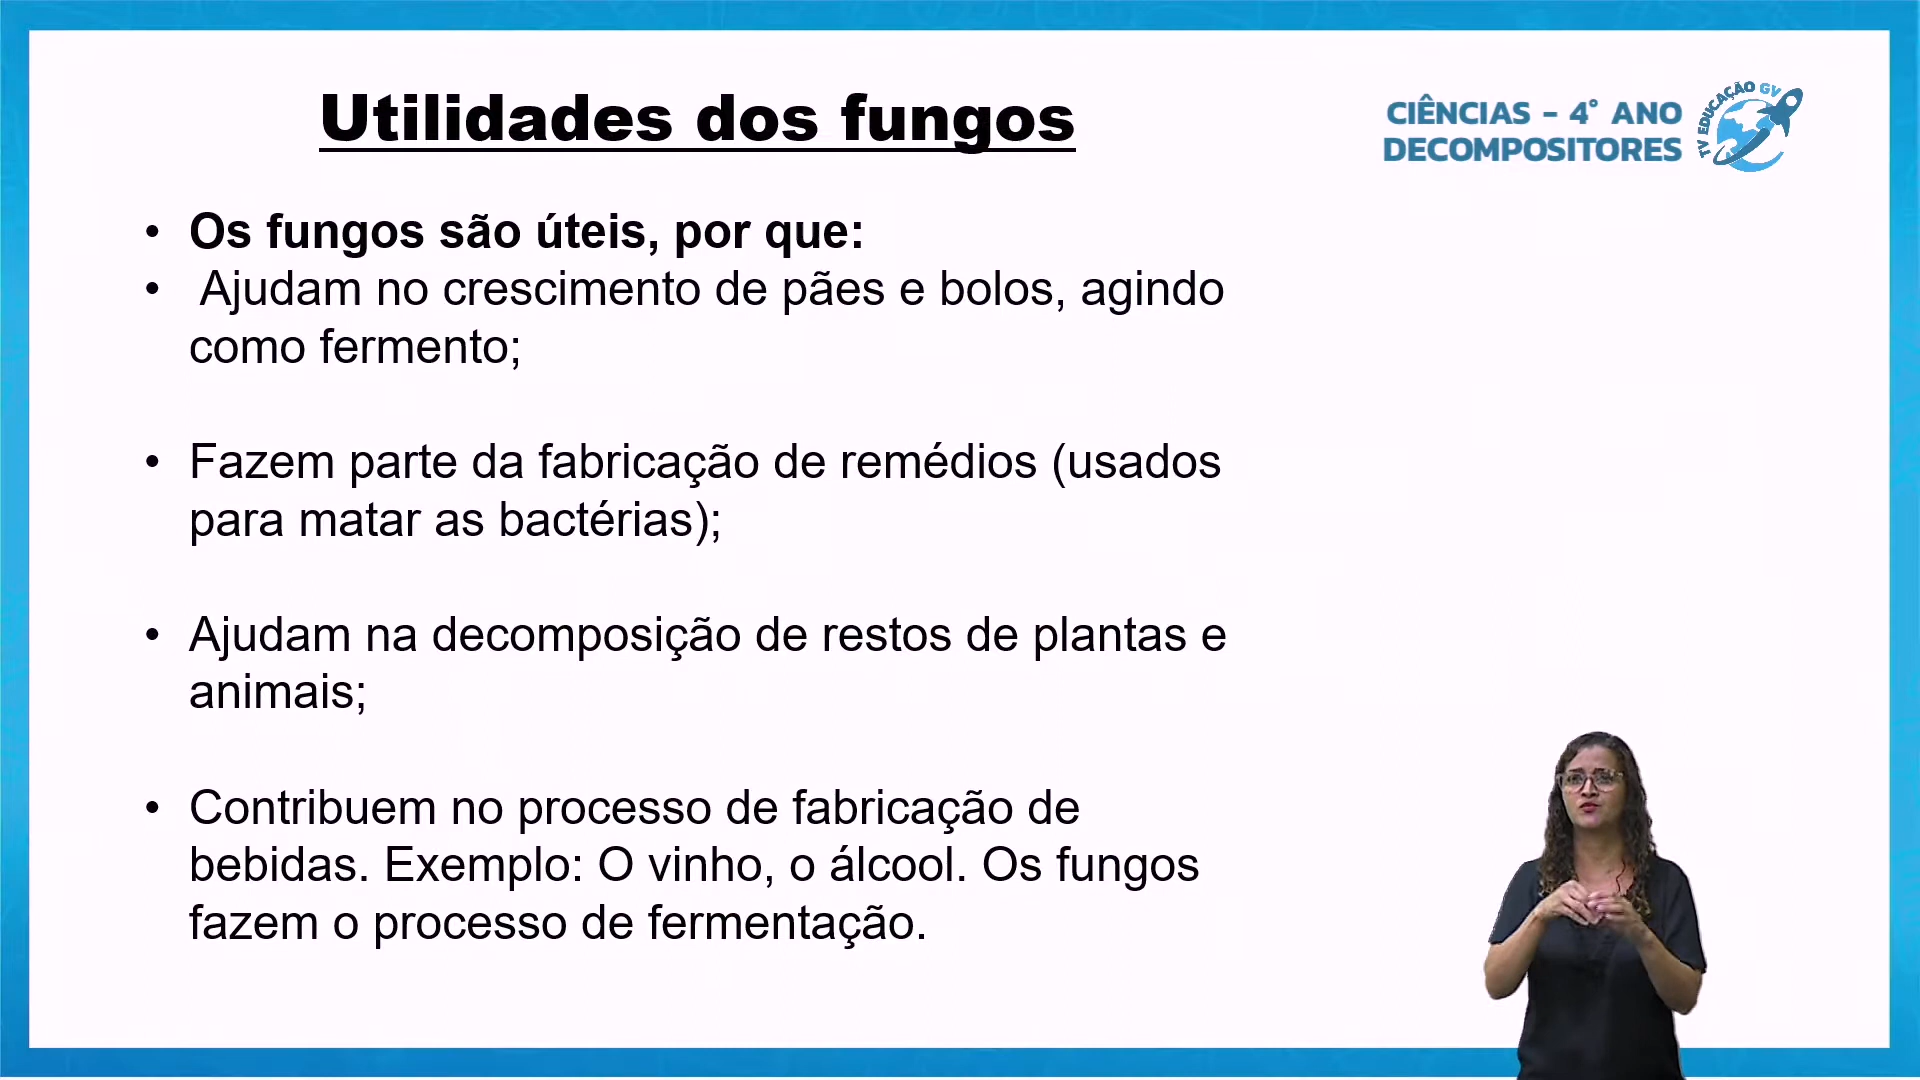 Utilidades dos fungos
CIÊNCIAS - 4° ANO
DECOMPOSITORES
TV EDUCAÇÃO GV
• Os fungos são úteis, por que:
• Ajudam no crescimento de pães e bolos, agindo
como fermento;
• Fazem parte da fabricação de remédios (usados
para matar as bactérias);
• Ajudam na decomposição de restos de plantas e
animais;
• Contribuem no processo de fabricação de
bebidas. Exemplo: O vinho, o álcool. Os fungos
fazem o processo de fermentação.